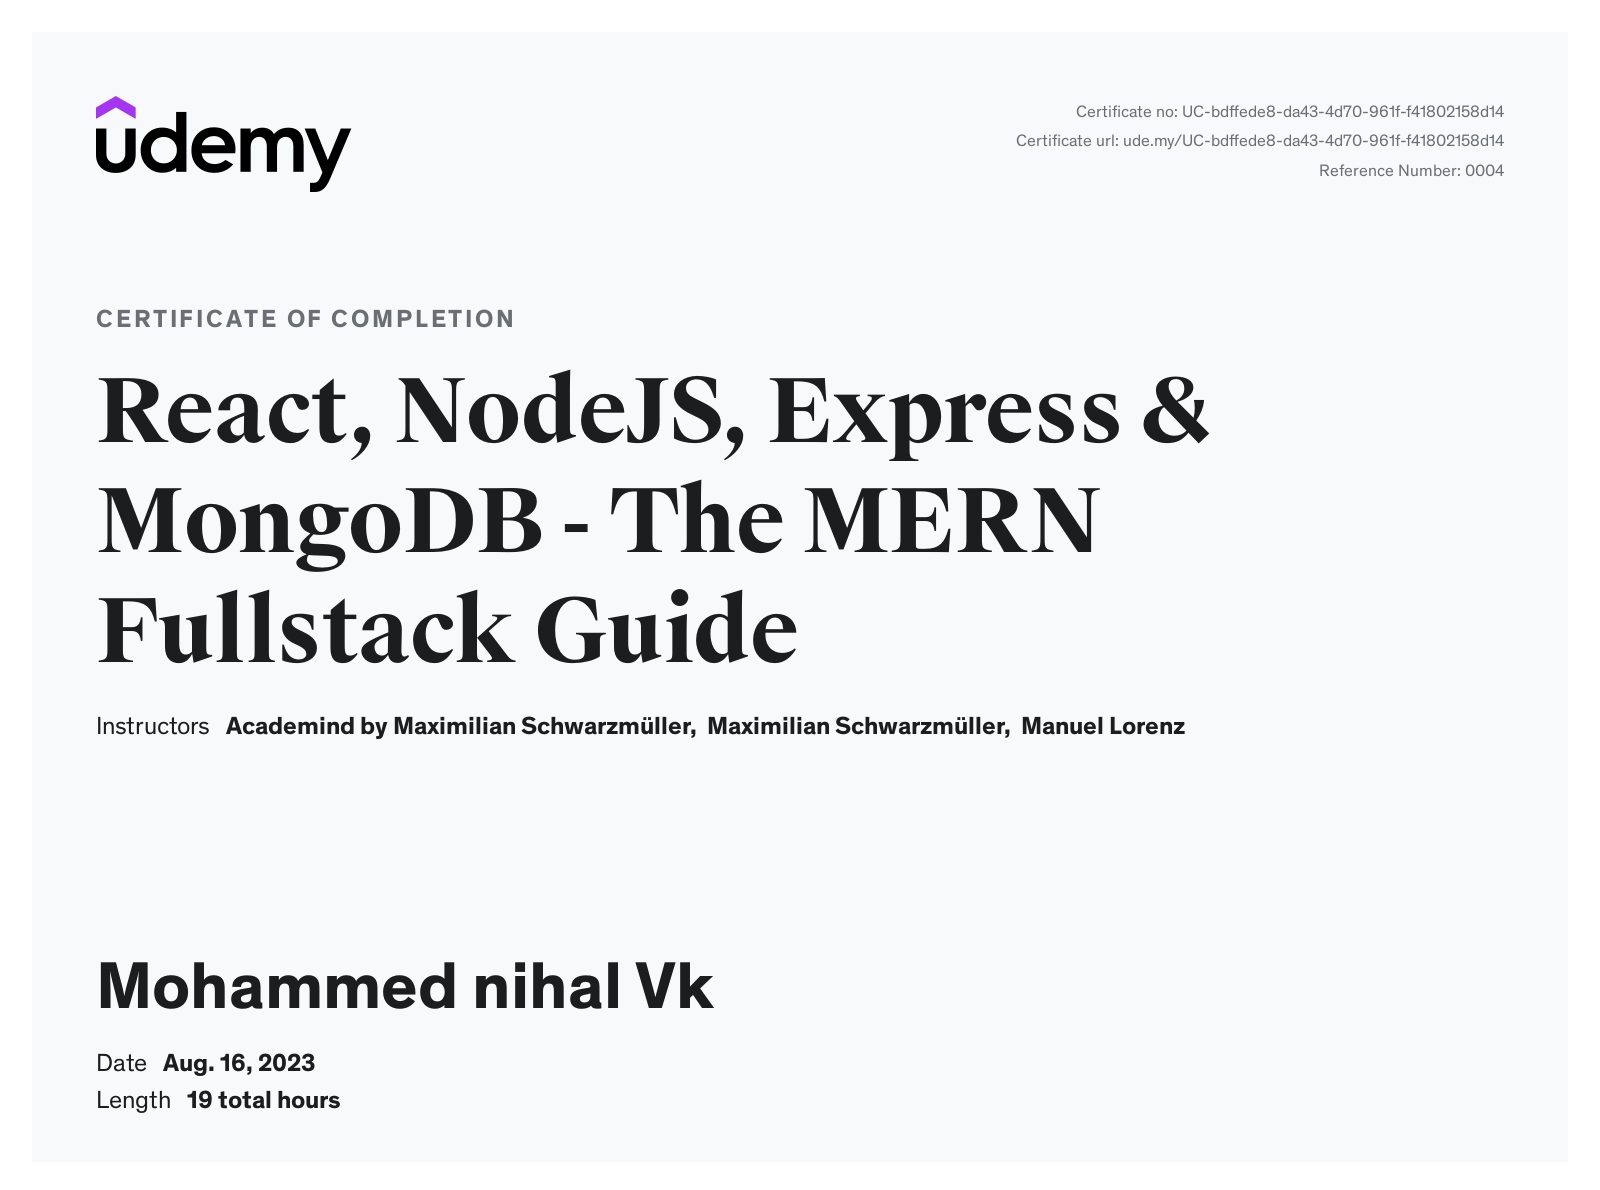 udemy
Certificate no: UC-bdffede8-da43-4d70-961f-f41802158d14
Certificate url: ude.my/UC-bdffede8-da43-4d70-961f-f41802158d14
Reference Number: 0004
CERTIFICATE OF COMPLETION
React, NodeJS, Express &
MongoDB - The MERN
Fullstack Guide
Instructors Academind by Maximilian Schwarzmüller, Maximilian Schwarzmüller, Manuel Lorenz
Mohammed nihal Vk
Date Aug. 16, 2023
Length 19 total hours